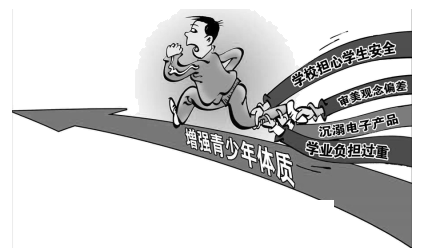 学校担心学生安全
审美观念偏差
沉溺电子产品
学业负担过重
增强青少年体质